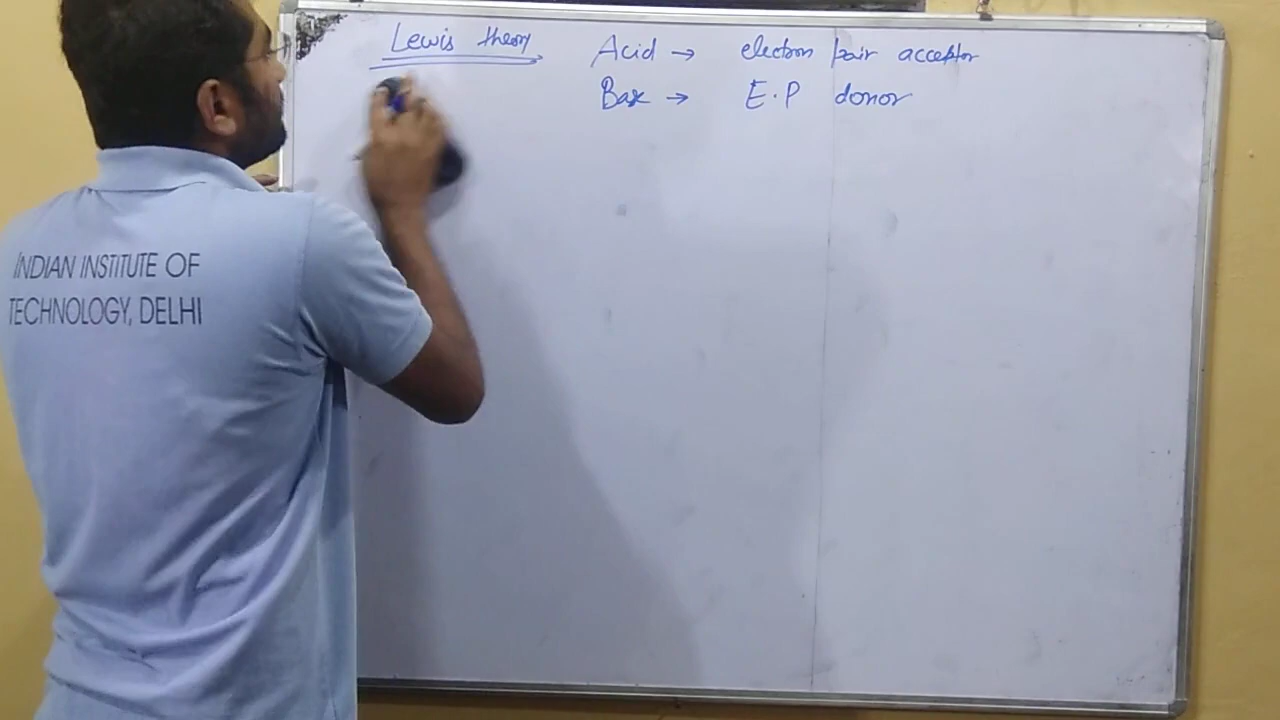 Lewis theory Acid → electron pair acceptor
Base → E.P donor
INDIAN INSTITUTE OF
TECHNOLOGY, DELHI